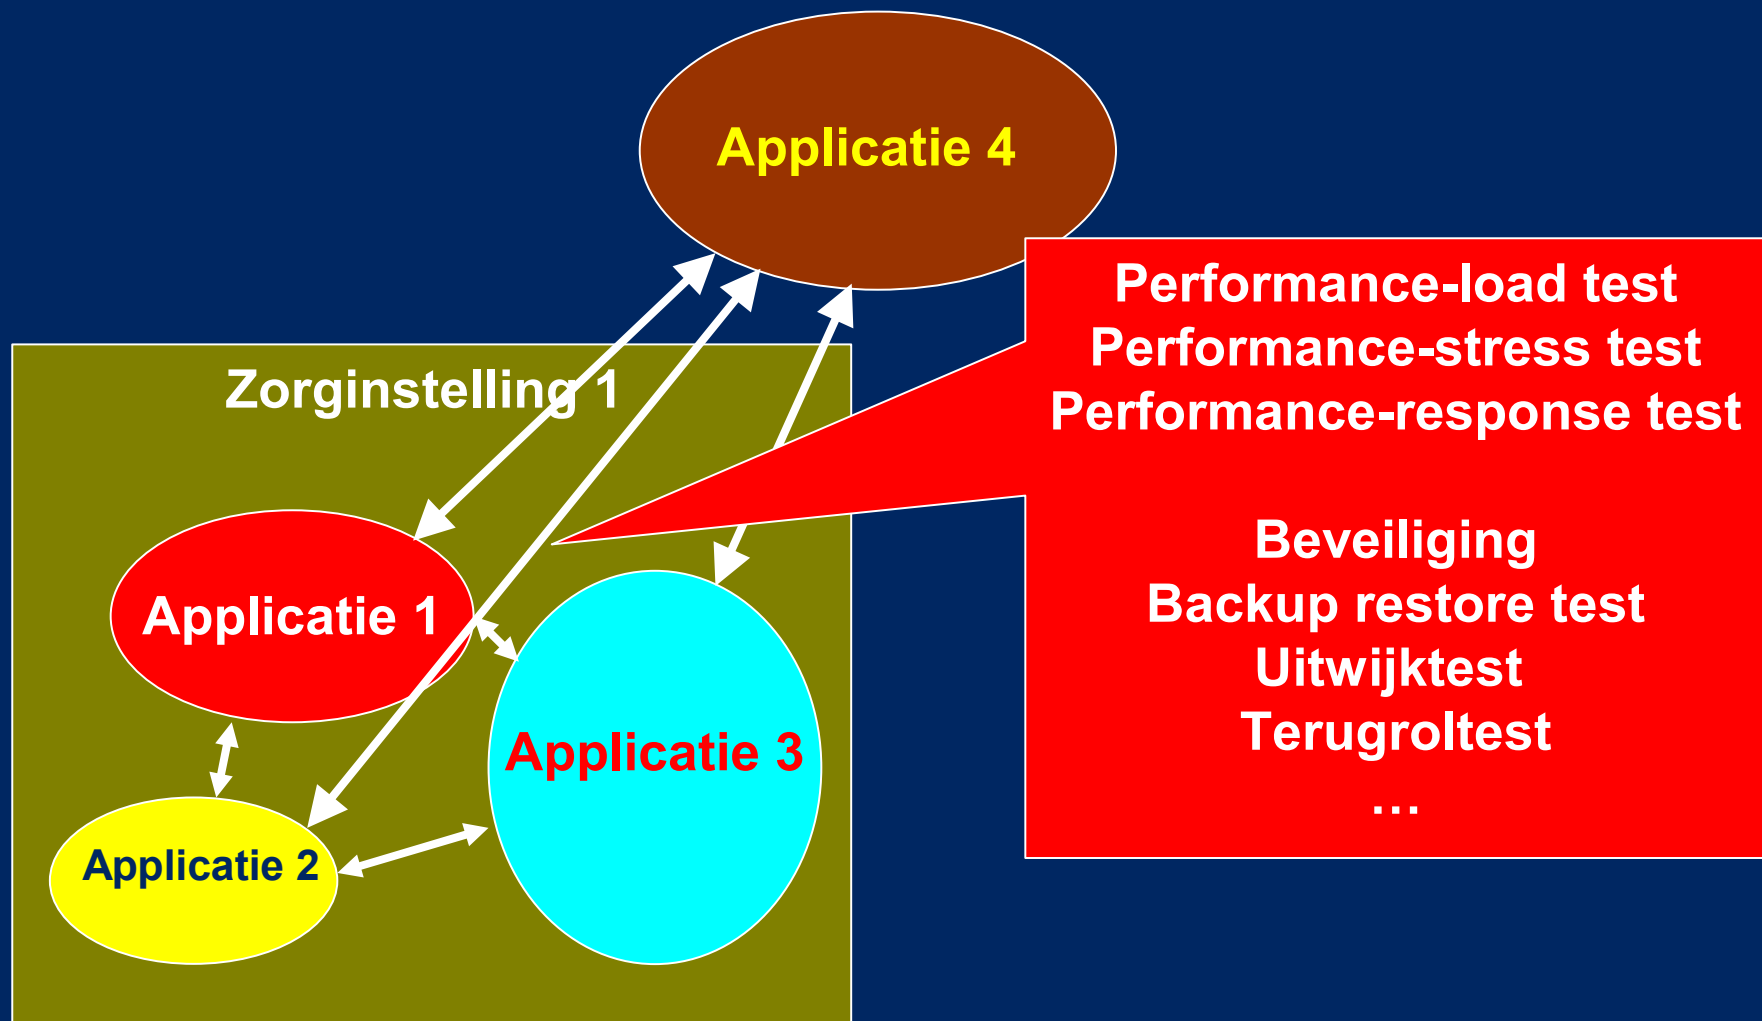 Applicatie 4
Performance-load test
Performance-stress test
Performance-response test
Beveiliging
Backup restore test
Uitwijktest
Terugroltest
…
Zorginstelling 1
Applicatie 1
Applicatie 3
Applicatie 2